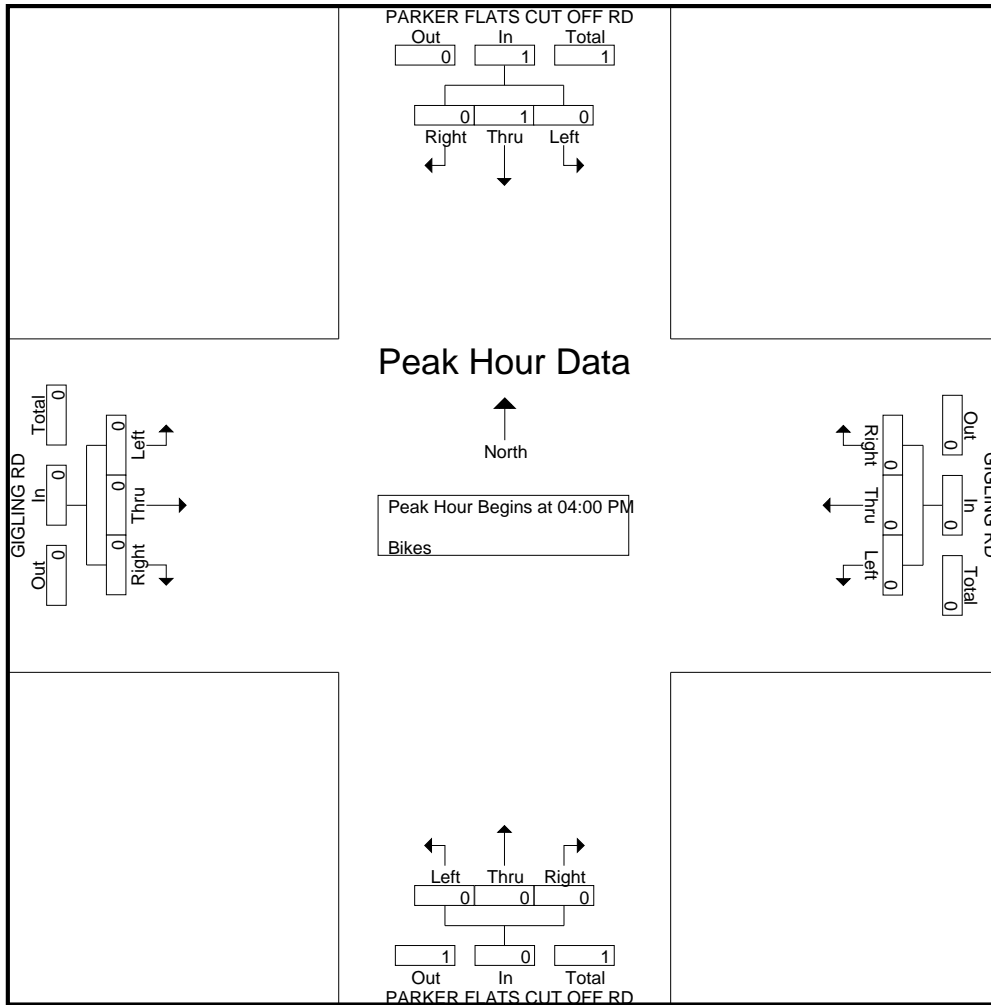 PARKER FLATS CUT OFF RD
Out In Total
0 1 1
0 1 0
Right Thru Left
Peak Hour Data
North
Peak Hour Begins at 04:00 PM
Bikes
GIGLING RD
Out In Total
0 0 0
Right Thru Left
0 0 0
GIGLING RD
Total In Out
0 0 0
Left Thru Right
0 0 0
Left Thru Right
0 0 0
1 0 1
Out In Total
PARKER FLATS CUT OFF RD